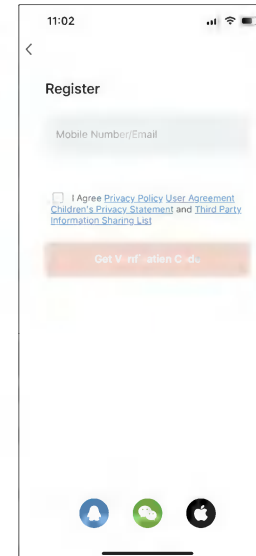 11:02
Register
Mobile Number/Email
I Agree Privacy Policy User Agreement
Children's Privacy Statement and Third Party
Information Sharing List
Get